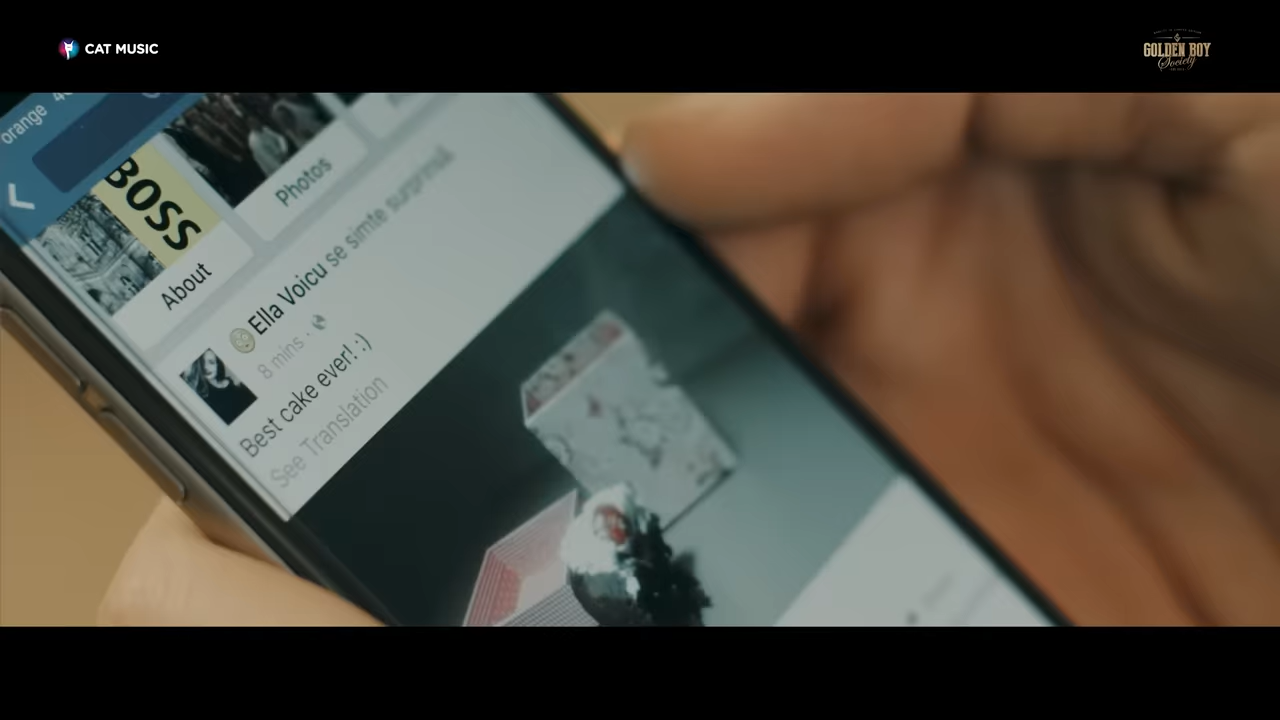 CAT MUSIC
GOLDEN BOY
Society
orange
BOSS
About
Photos
Ella Voicu se simte surprinsă
8 mins ·
Best cake ever! :)
See Translation